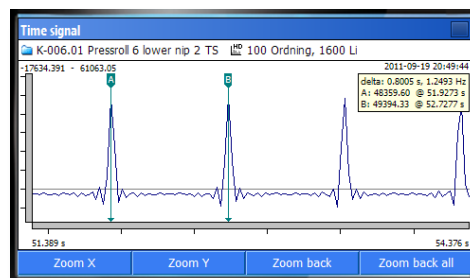 Time signal
K-006.01 Pressroll 6 lower nip 2 TS HD 100 Ordning, 1600 Li
-17634.391 - 61063.05 2011-09-19 20:49:44
delta: 0.8005 s, 1.2493 Hz
A: 48359.60 @ 51.9273 s
B: 49394.33 @ 52.7277 s
A B
51.389 s 54.376 s
Zoom X Zoom Y Zoom back Zoom back all